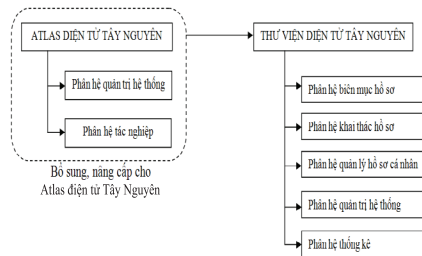 ATLAS DIỆN TỬ TÂY NGUYÊN
Phân hệ quản trị hệ thống
Phân hệ tác nghiệp
Bổ sung, nâng cấp cho
Atlas điện tử Tây Nguyên
THƯ VIỆN DIỆN TỬ TÂY NGUYÊN
Phân hệ biên mục hồ sơ
Phân hệ khai thác hồ sơ
Phân hệ quản lý hồ sơ cá nhân
Phân hệ quản trị hệ thống
Phân hệ thống kê